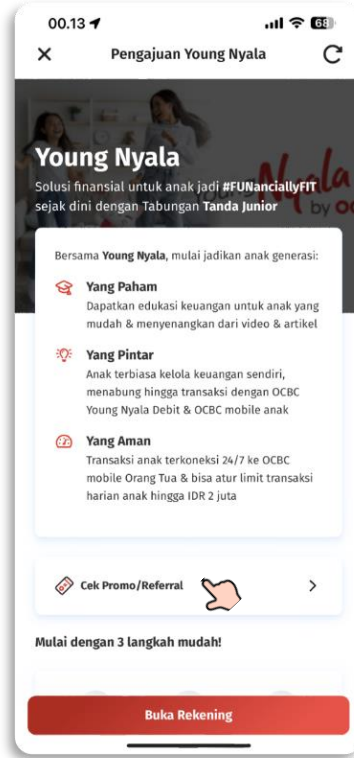 00.13
68
Pengajuan Young Nyala
Young Nyala
Solusi finansial untuk anak jadi #FUNanciallyFIT
sejak dini dengan Tabungan Tanda Junior
Nyala
by
Bersama Young Nyala, mulai jadikan anak generasi:
Yang Paham
Dapatkan edukasi keuangan untuk anak yang
mudah & menyenangkan dari video & artikel
Yang Pintar
Anak terbiasa kelola keuangan sendiri,
menabung hingga transaksi dengan OCBC
Young Nyala Debit & OCBC mobile anak
Yang Aman
Transaksi anak terkoneksi 24/7 ke OCBC
mobile Orang Tua & bisa atur limit transaksi
harian anak hingga IDR 2 juta
Cek Promo/Referral
Mulai dengan 3 langkah mudah!
Buka Rekening